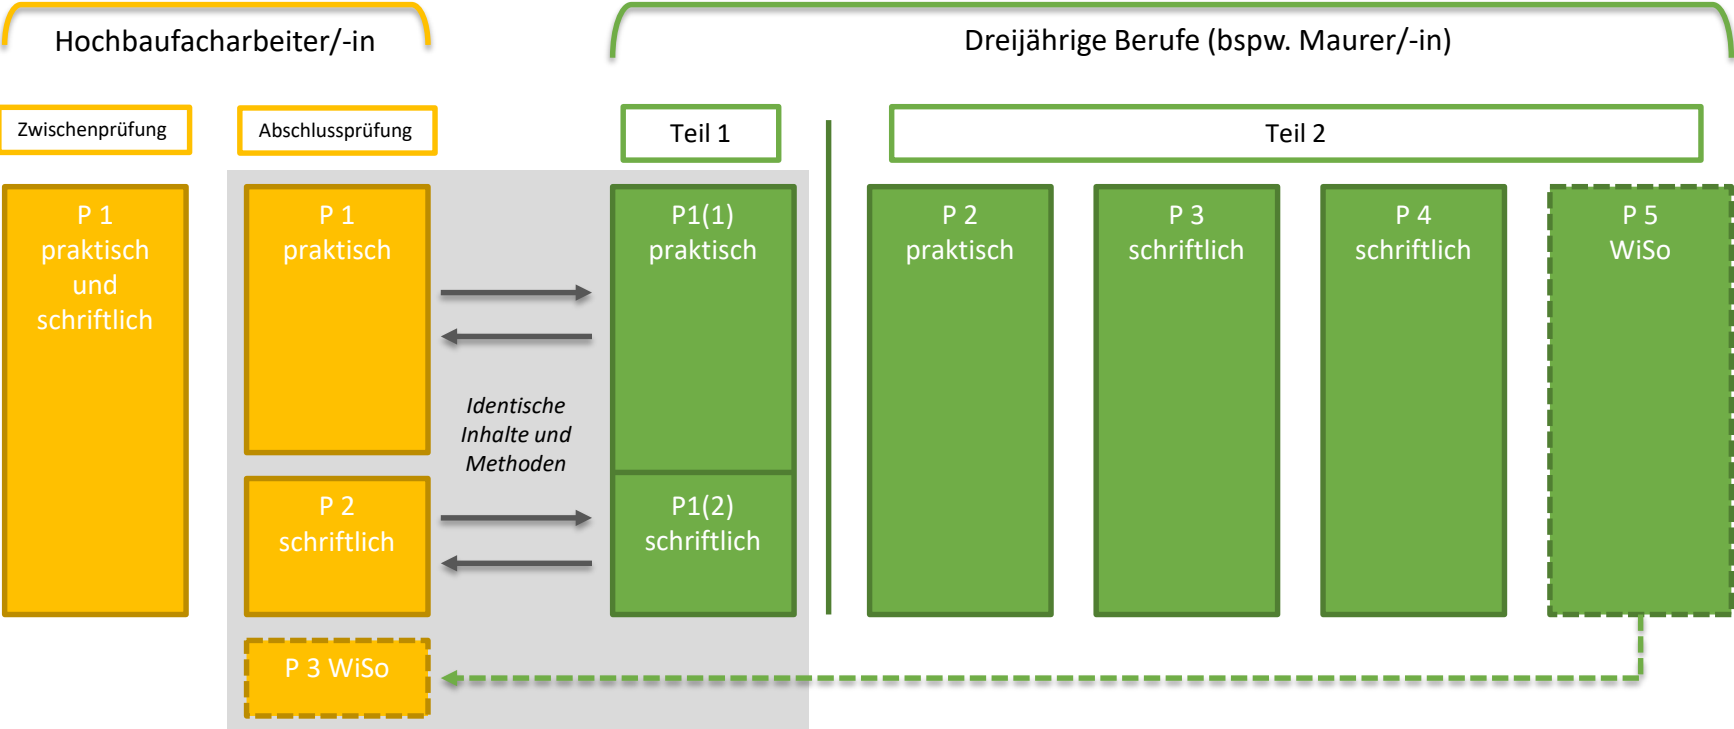 Hochbaufacharbeiter/-in
Dreijährige Berufe (bspw. Maurer/-in)
Zwischenprüfung
Abschlussprüfung
Teil 1
Teil 2
P 1
praktisch
und
schriftlich
P 1
praktisch
P 2
schriftlich
P 3 WiSo
Identische
Inhalte und
Methoden
P1(1)
praktisch
P1(2)
schriftlich
P 2
praktisch
P 3
schriftlich
P 4
schriftlich
P 5
WiSo